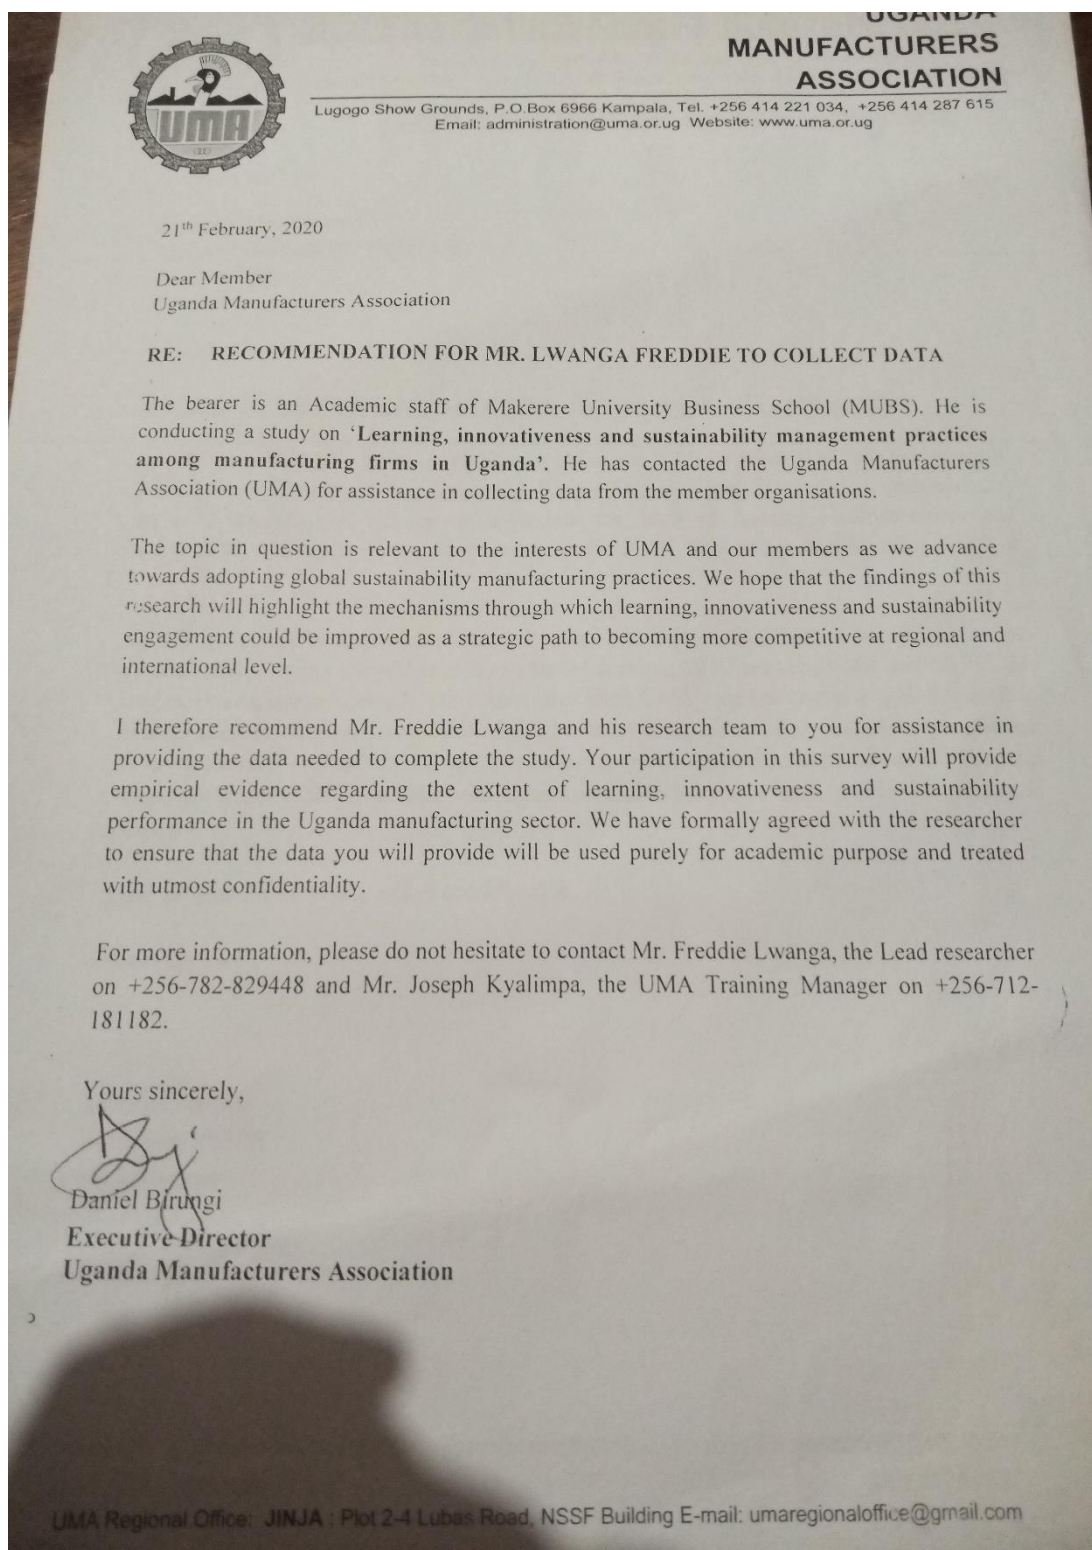 UGANDA
MANUFACTURERS
ASSOCIATION
UMA
Lugogo Show Grounds, P.O.Box 6966 Kampala, Tel. +256 414 221 034, +256 414 287 615
Email: administration@uma.or.ug Website: www.uma.or.ug
21th February, 2020
Dear Member
Uganda Manufacturers Association
RE: RECOMMENDATION FOR MR. LWANGA FREDDIE TO COLLECT DATA
The bearer is an Academic staff of Makerere University Business School (MUBS). He is
conducting a study on ‘Learning, innovativeness and sustainability management practices
among manufacturing firms in Uganda’. He has contacted the Uganda Manufacturers
Association (UMA) for assistance in collecting data from the member organisations.
The topic in question is relevant to the interests of UMA and our members as we advance
towards adopting global sustainability manufacturing practices. We hope that the findings of this
research will highlight the mechanisms through which learning, innovativeness and sustainability
engagement could be improved as a strategic path to becoming more competitive at regional and
international level.
I therefore recommend Mr. Freddie Lwanga and his research team to you for assistance in
providing the data needed to complete the study. Your participation in this survey will provide
empirical evidence regarding the extent of learning, innovativeness and sustainability
performance in the Uganda manufacturing sector. We have formally agreed with the researcher
to ensure that the data you will provide will be used purely for academic purpose and treated
with utmost confidentiality.
For more information, please do not hesitate to contact Mr. Freddie Lwanga, the Lead researcher
on +256-782-829448 and Mr. Joseph Kyalimpa, the UMA Training Manager on +256-712-
181182.
Yours sincerely,
Daniel Birungi
Executive Director
Uganda Manufacturers Association
UMA Regional Office: JINJA : Plot 2-4 Lubas Road, NSSF Building E-mail: umaregionaloffice@gmail.com